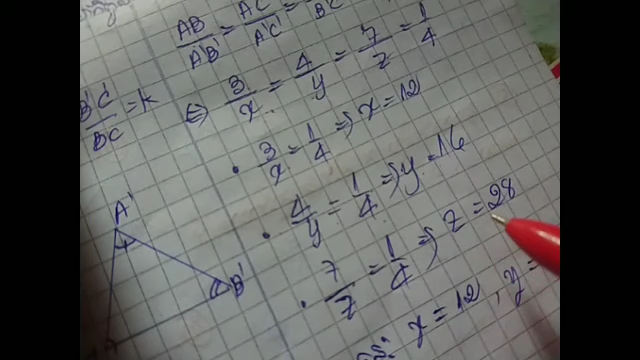 AB/A'B' = AC/A'C' = BC
B'C'/BC = k
⇔ 3/x = 4/y = 7/z = 1/4
• 3/x = 1/4 ⇒ x = 12
• 4/y = 1/4 ⇒ y = 16
• 7/z = 1/4 ⇒ z = 28
x = 12, y =
A'
B'